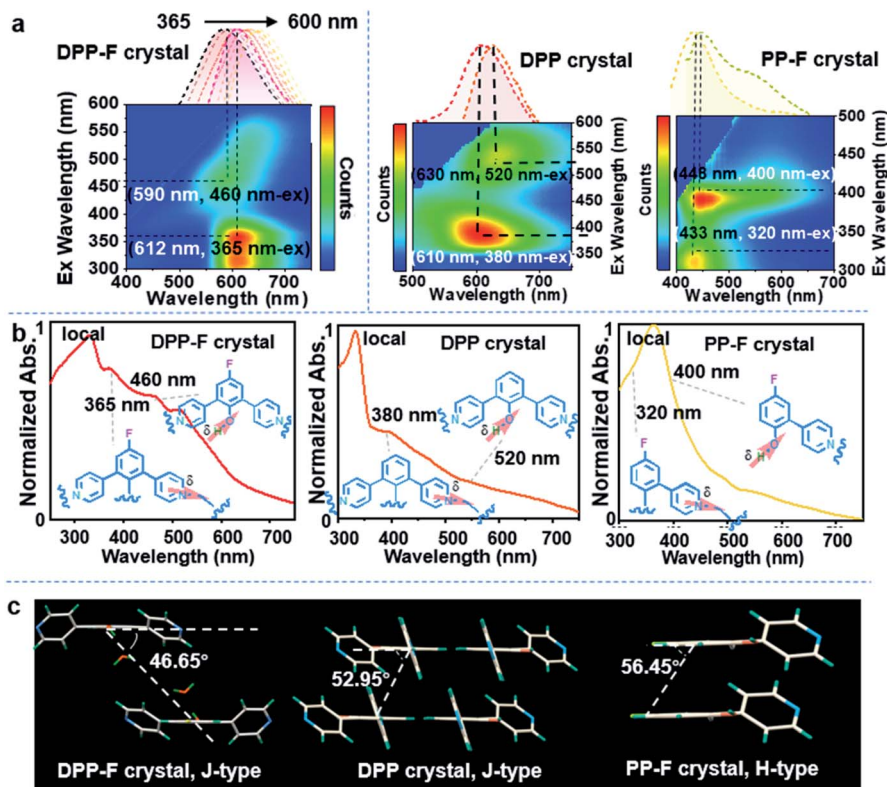 a
365
600 nm
DPP-F crystal
DPP crystal
PP-F crystal
Ex Wavelength (nm)
600
550
500
450
400
350
300
(590 nm, 460 nm-ex)
(612 nm, 365 nm-ex)
400 500 600 700
Wavelength (nm)
Counts
Counts
(630 nm, 520 nm-ex)
(610 nm, 380 nm-ex)
500 600 700
Wavelength (nm)
600
550
500
450
400
350
Ex Wavelength (nm)
Counts
(448 nm, 400 nm-ex)
(433 nm, 320 nm-ex)
400 500 600 700
Wavelength (nm)
500
450
400
350
300
Ex Wavelength (nm)
b
Normalized Abs.
1
0
local
DPP-F crystal
460 nm
365 nm
F
N
H-O
δ
N
F
N
N
δ
300 400 500 600 700
Wavelength (nm)
Normalized Abs.
1
0
local
DPP crystal
380 nm
520 nm
N
H-O
δ
N
N
N
δ
300 400 500 600 700
Wavelength (nm)
Normalized Abs.
1
0
local
PP-F crystal
400 nm
320 nm
F
O
δ
H
N
F
N
δ
300 400 500 600 700
Wavelength (nm)
c
46.65°
52.95°
56.45°
DPP-F crystal, J-type
DPP crystal, J-type
PP-F crystal, H-type